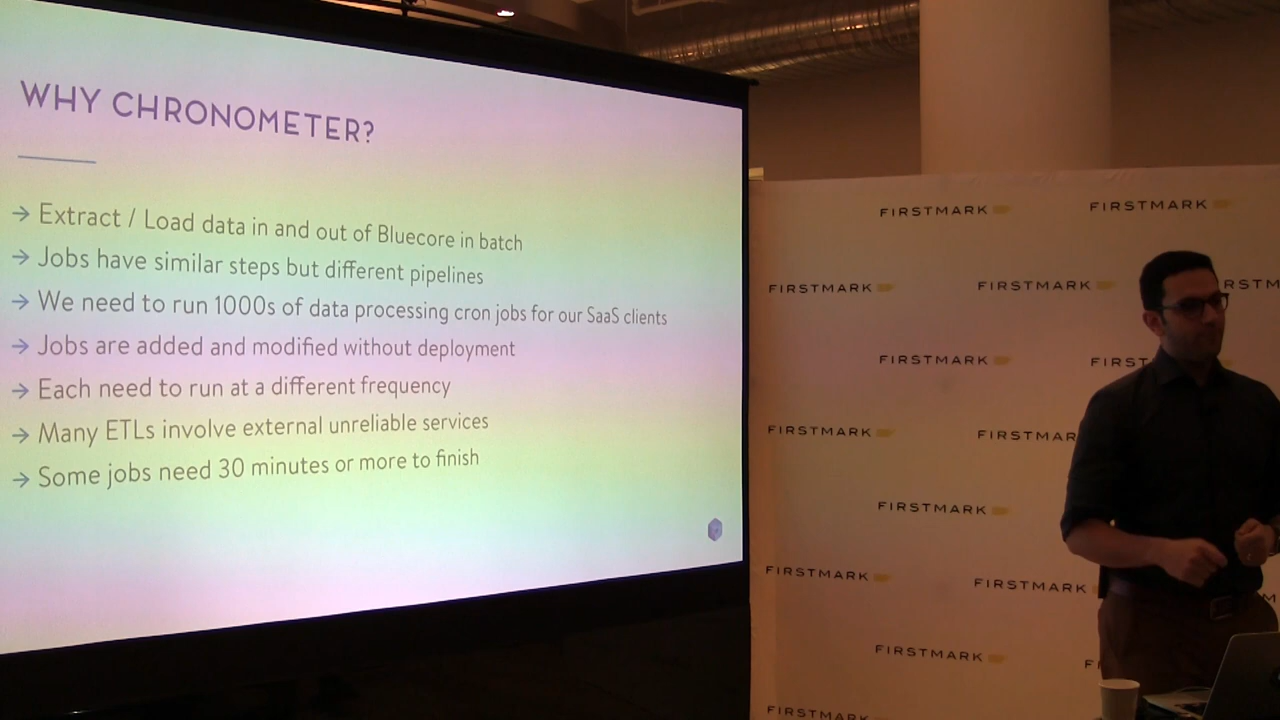 WHY CHRONOMETER?
→ Extract / Load data in and out of Bluecore in batch
→ Jobs have similar steps but different pipelines
→ We need to run 1000s of data processing cron jobs for our SaaS clients
→ Jobs are added and modified without deployment
→ Each need to run at a different frequency
→ Many ETLs involve external unreliable services
→ Some jobs need 30 minutes or more to finish
FIRSTMARK FIRSTMARK
FIRSTMARK FIRSTMARK RSTM
FIRSTMARK FIRST
FIRSTMARK FIRSTMAR
FIRSTMARK
FIRSTMARK FIRSTMARK M
FIRSTMARK F
FIRSTMARK